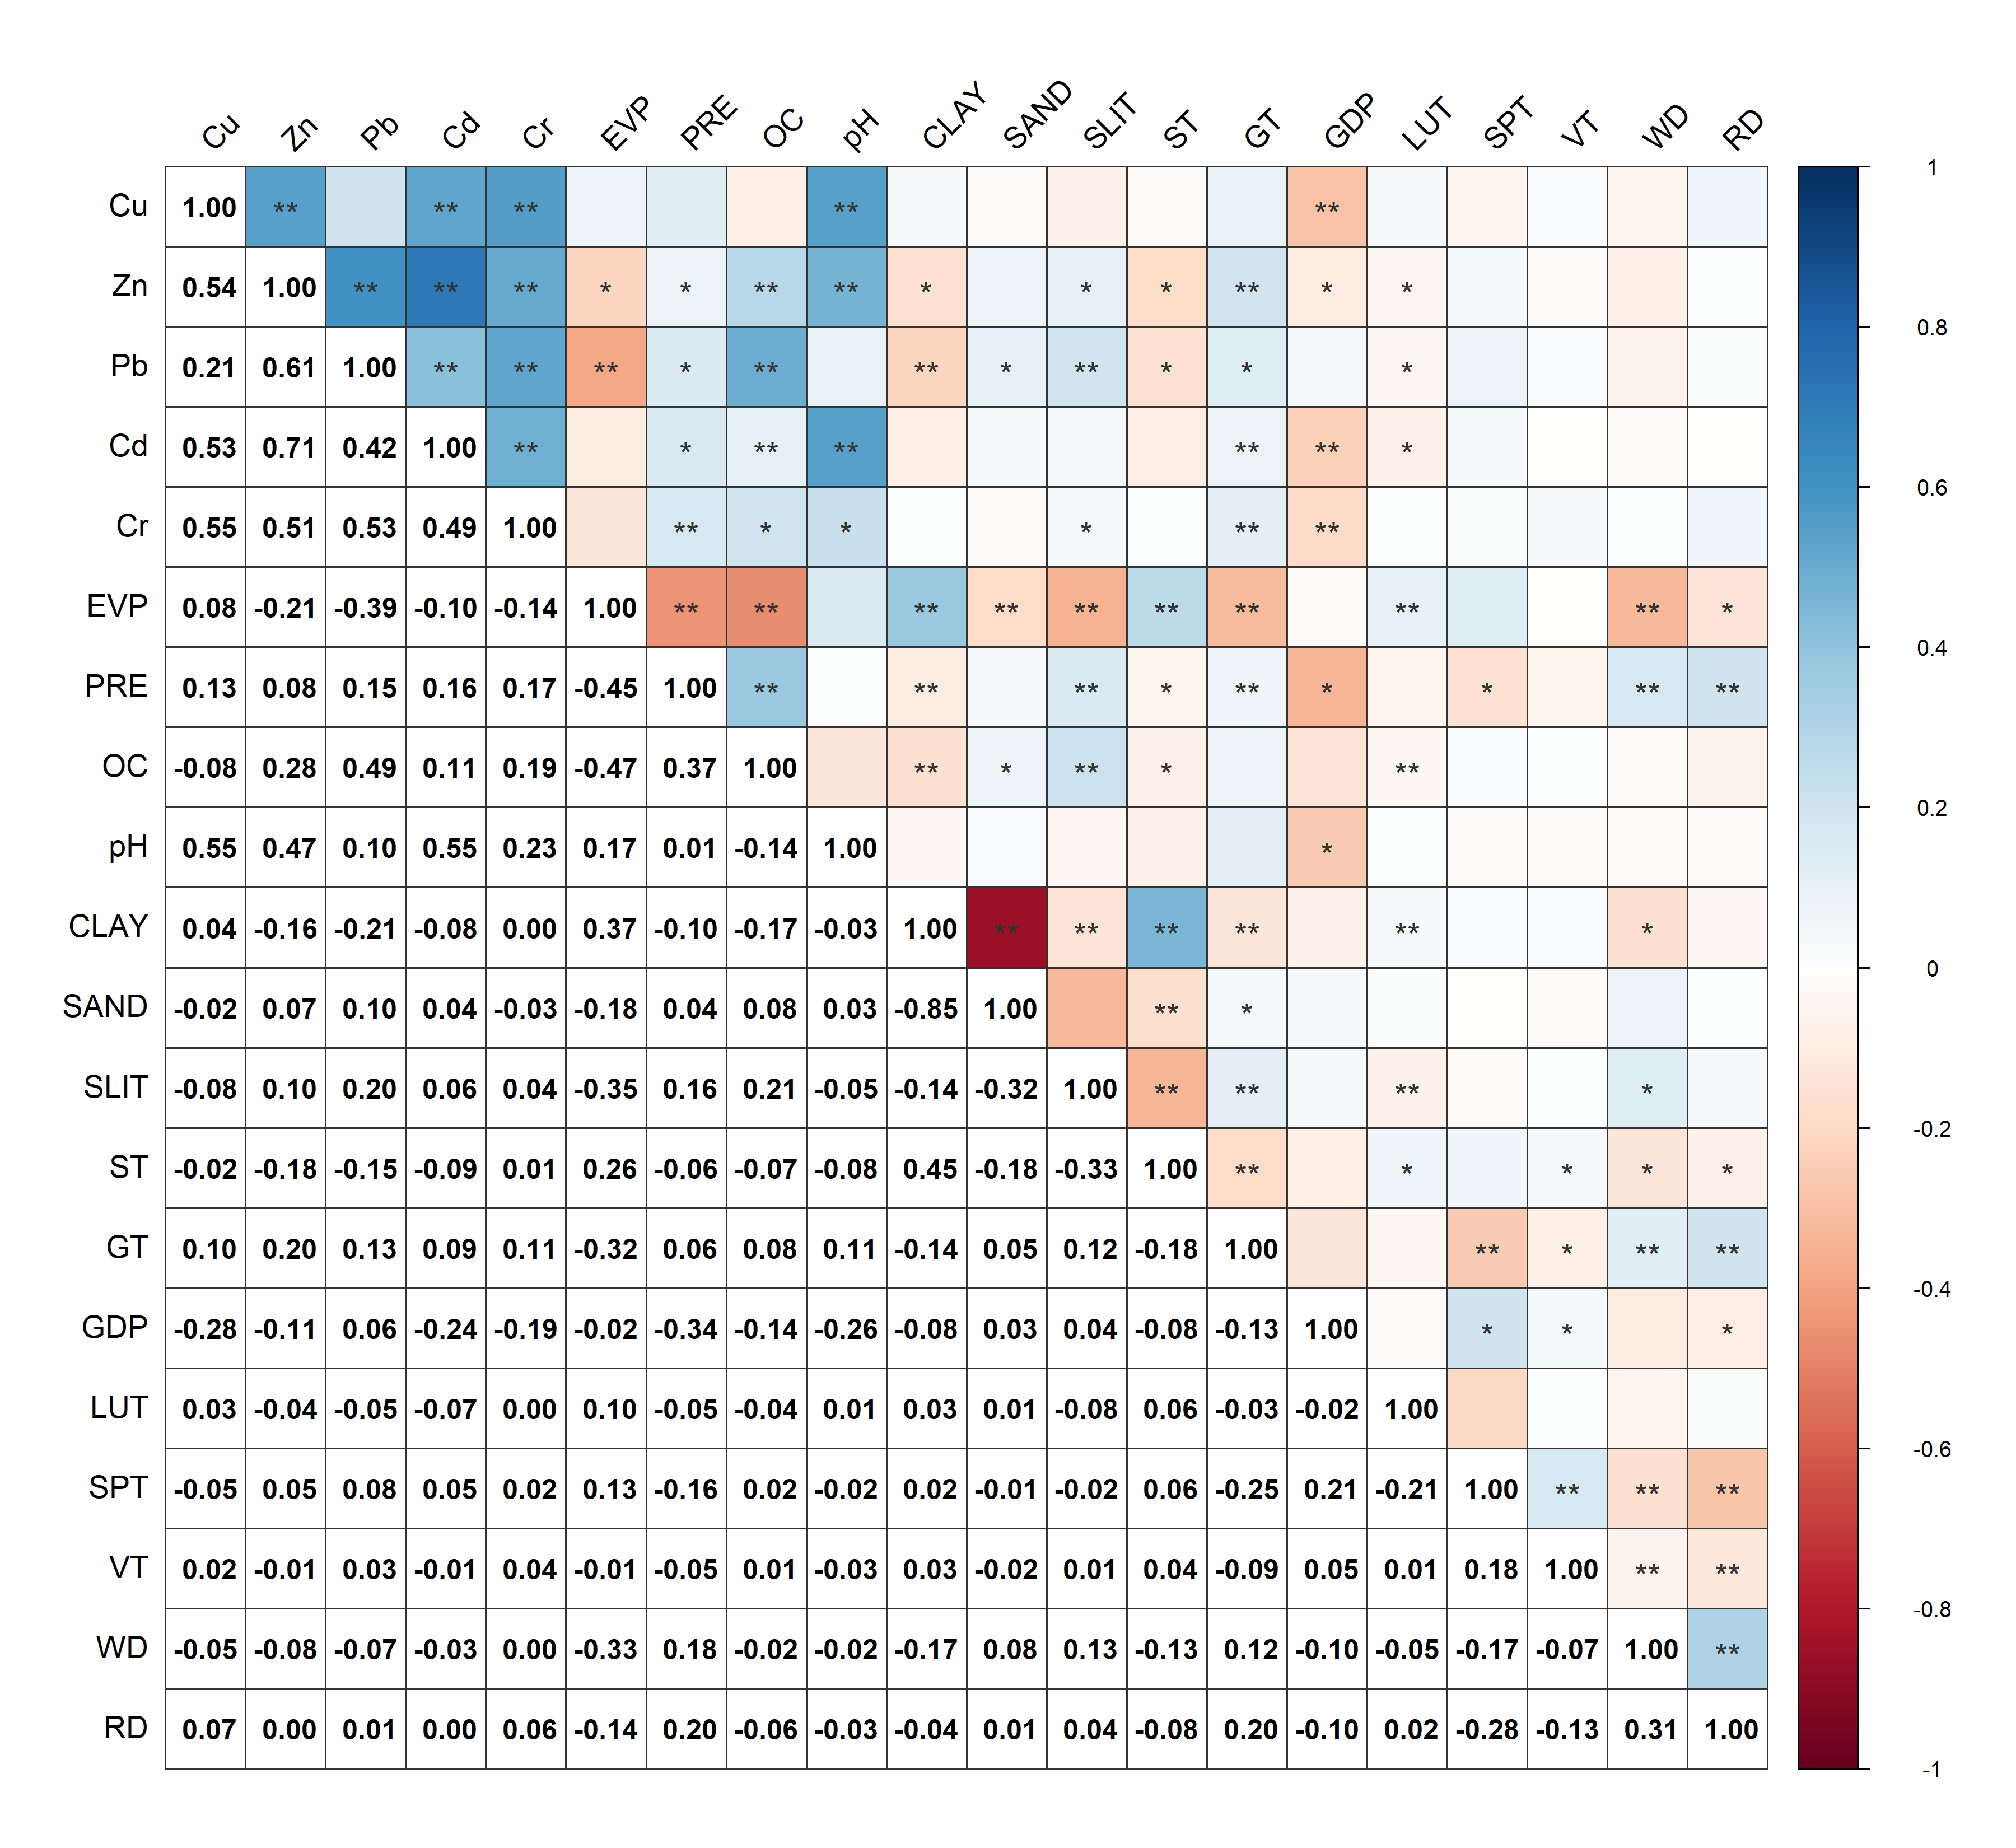 Cu Zn Pb Cd Cr EVP PRE OC pH CLAY SAND SLIT ST GT GDP LUT SPT VT WD RD
Cu 1.00 ** ** ** ** ** 1
Zn 0.54 1.00 ** ** ** * * ** ** * * * ** * *
Pb 0.21 0.61 1.00 ** ** ** * ** ** * ** * * * 0.8
Cd 0.53 0.71 0.42 1.00 ** * ** ** ** ** *
Cr 0.55 0.51 0.53 0.49 1.00 ** * * * ** ** 0.6
EVP 0.08 -0.21 -0.39 -0.10 -0.14 1.00 ** ** ** ** ** ** ** ** ** *
PRE 0.13 0.08 0.15 0.16 0.17 -0.45 1.00 ** ** ** * ** * * ** ** 0.4
OC -0.08 0.28 0.49 0.11 0.19 -0.47 0.37 1.00 ** * ** * **
pH 0.55 0.47 0.10 0.55 0.23 0.17 0.01 -0.14 1.00 * 0.2
CLAY 0.04 -0.16 -0.21 -0.08 0.00 0.37 -0.10 -0.17 -0.03 1.00 ** ** ** ** ** *
SAND -0.02 0.07 0.10 0.04 -0.03 -0.18 0.04 0.08 0.03 -0.85 1.00 ** * 0
SLIT -0.08 0.10 0.20 0.06 0.04 -0.35 0.16 0.21 -0.05 -0.14 -0.32 1.00 ** ** ** *
ST -0.02 -0.18 -0.15 -0.09 0.01 0.26 -0.06 -0.07 -0.08 0.45 -0.18 -0.33 1.00 ** * * * * -0.2
GT 0.10 0.20 0.13 0.09 0.11 -0.32 0.06 0.08 0.11 -0.14 0.05 0.12 -0.18 1.00 ** * ** **
GDP -0.28 -0.11 0.06 -0.24 -0.19 -0.02 -0.34 -0.14 -0.26 -0.08 0.03 0.04 -0.08 -0.13 1.00 * * * -0.4
LUT 0.03 -0.04 -0.05 -0.07 0.00 0.10 -0.05 -0.04 0.01 0.03 0.01 -0.08 0.06 -0.03 -0.02 1.00
SPT -0.05 0.05 0.08 0.05 0.02 0.13 -0.16 0.02 -0.02 0.02 -0.01 -0.02 0.06 -0.25 0.21 -0.21 1.00 ** ** ** -0.6
VT 0.02 -0.01 0.03 -0.01 0.04 -0.01 -0.05 0.01 -0.03 0.03 -0.02 0.01 0.04 -0.09 0.05 0.01 0.18 1.00 ** **
WD -0.05 -0.08 -0.07 -0.03 0.00 -0.33 0.18 -0.02 -0.02 -0.17 0.08 0.13 -0.13 0.12 -0.10 -0.05 -0.17 -0.07 1.00 ** -0.8
RD 0.07 0.00 0.01 0.00 0.06 -0.14 0.20 -0.06 -0.03 -0.04 0.01 0.04 -0.08 0.20 -0.10 0.02 -0.28 -0.13 0.31 1.00
-1